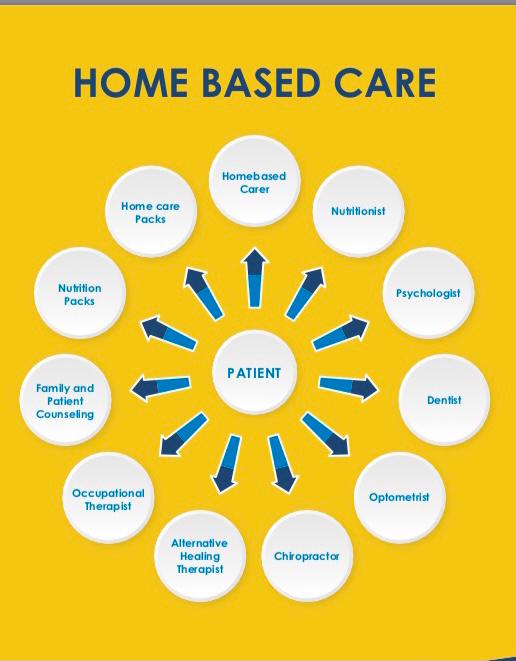 HOME BASED CARE
Homebased
Carer
Nutritionist
Psychologist
Dentist
Optometrist
Chiropractor
Alternative
Healing
Therapist
Occupational
Therapist
Family and
Patient
Counseling
Nutrition
Packs
Home care
Packs
PATIENT